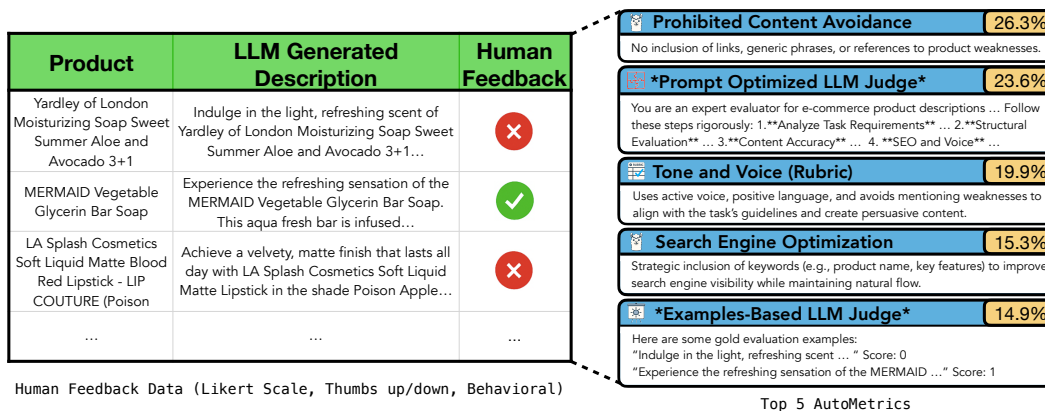 Product
LLM Generated
Description
Human
Feedback
Yardley of London
Moisturizing Soap Sweet
Summer Aloe and
Avocado 3+1
Indulge in the light, refreshing scent of
Yardley of London Moisturizing Soap Sweet
Summer Aloe and Avocado 3+1…
MERMAID Vegetable
Glycerin Bar Soap
Experience the refreshing sensation of the
MERMAID Vegetable Glycerin Bar Soap.
This aqua fresh bar is infused…
LA Splash Cosmetics
Soft Liquid Matte Blood
Red Lipstick - LIP
COUTURE (Poison
Achieve a velvety, matte finish that lasts all
day with LA Splash Cosmetics Soft Liquid
Matte Lipstick in the shade Poison Apple…
…
…
…
Human Feedback Data (Likert Scale, Thumbs up/down, Behavioral)
Prohibited Content Avoidance
26.3%
No inclusion of links, generic phrases, or references to product weaknesses.
*Prompt Optimized LLM Judge*
23.6%
You are an expert evaluator for e-commerce product descriptions … Follow
these steps rigorously: 1.**Analyze Task Requirements** … 2.**Structural
Evaluation** … 3.**Content Accuracy** … 4. **SEO and Voice** …
Tone and Voice (Rubric)
19.9%
Uses active voice, positive language, and avoids mentioning weaknesses to
align with the task's guidelines and create persuasive content.
Search Engine Optimization
15.3%
Strategic inclusion of keywords (e.g., product name, key features) to improve
search engine visibility while maintaining natural flow.
*Examples-Based LLM Judge*
14.9%
Here are some gold evaluation examples:
"Indulge in the light, refreshing scent … " Score: 0
"Experience the refreshing sensation of the MERMAID …" Score: 1
Top 5 AutoMetrics